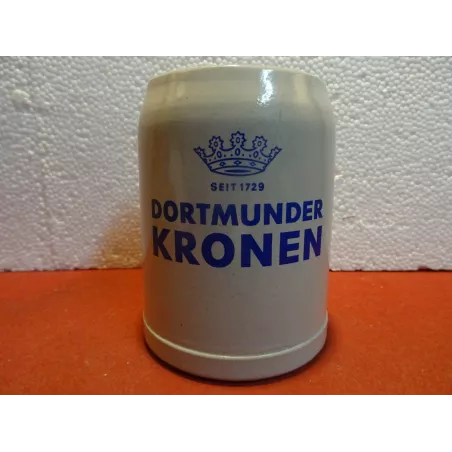 SEIT 1729
DORTMUNDER
KRONEN